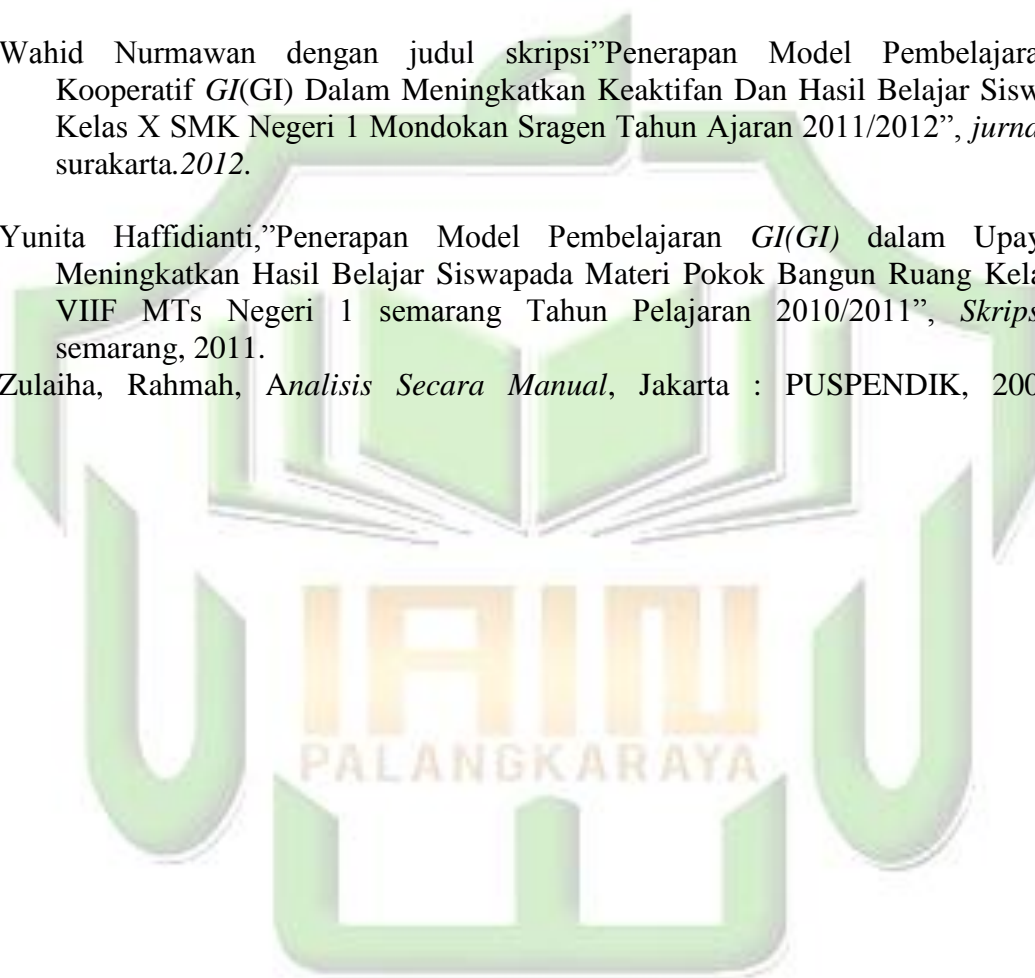 Wahid Nurmawan dengan judul skripsi”Penerapan Model Pembelajara
Kooperatif GI(GI) Dalam Meningkatkan Keaktifan Dan Hasil Belajar Sisw
Kelas X SMK Negeri 1 Mondokan Sragen Tahun Ajaran 2011/2012”, jurna
surakarta.2012.
Yunita Haffidianti,”Penerapan Model Pembelajaran GI(GI) dalam Upay
Meningkatkan Hasil Belajar Siswapada Materi Pokok Bangun Ruang Kela
VIIF MTs Negeri 1 semarang Tahun Pelajaran 2010/2011”, Skrips
semarang, 2011.
Zulaiha, Rahmah, Analisis Secara Manual, Jakarta : PUSPENDIK, 200
IAIN
PALANGKARAYA